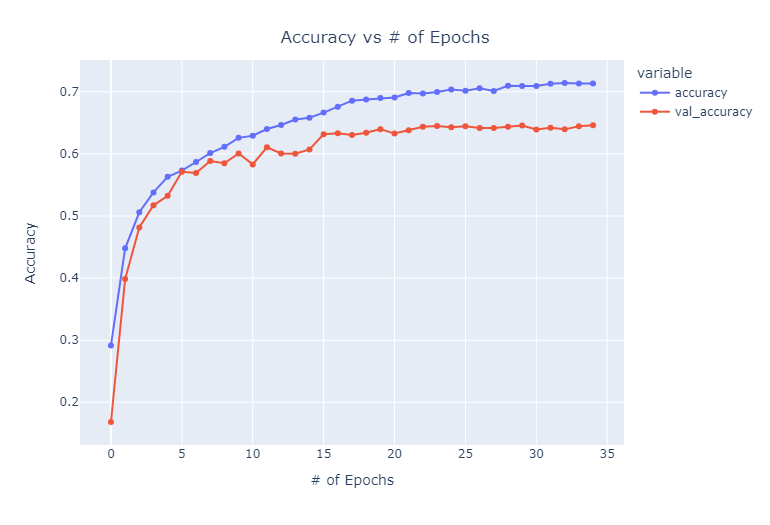 Accuracy vs # of Epochs
variable
accuracy
val_accuracy
0.7
0.6
0.5
0.4
0.3
0.2
Accuracy
0 5 10 15 20 25 30 35
# of Epochs